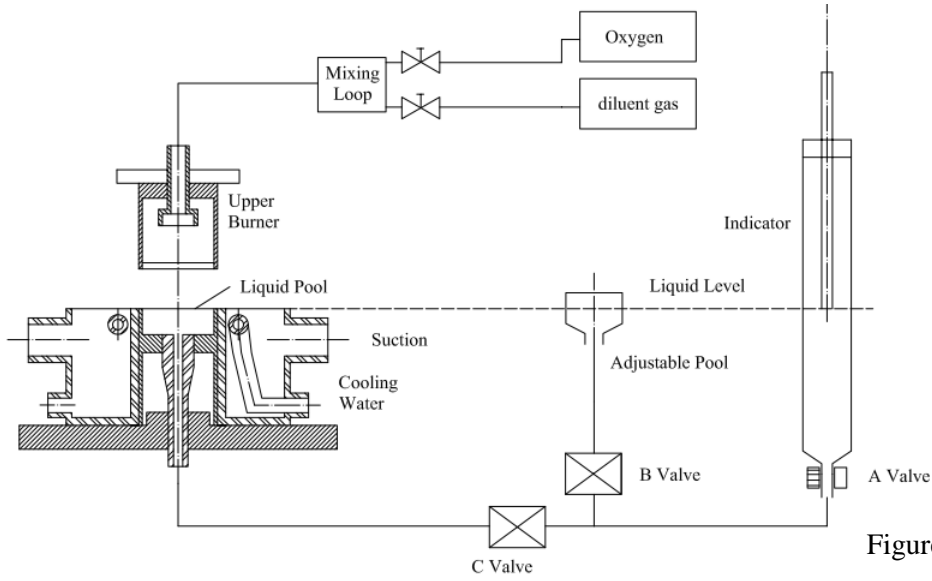 Oxygen
Mixing
Loop
diluent gas
Upper
Burner
Indicator
Liquid Pool
Liquid Level
Suction
Adjustable Pool
Cooling
Water
B Valve
A Valve
C Valve
Figure